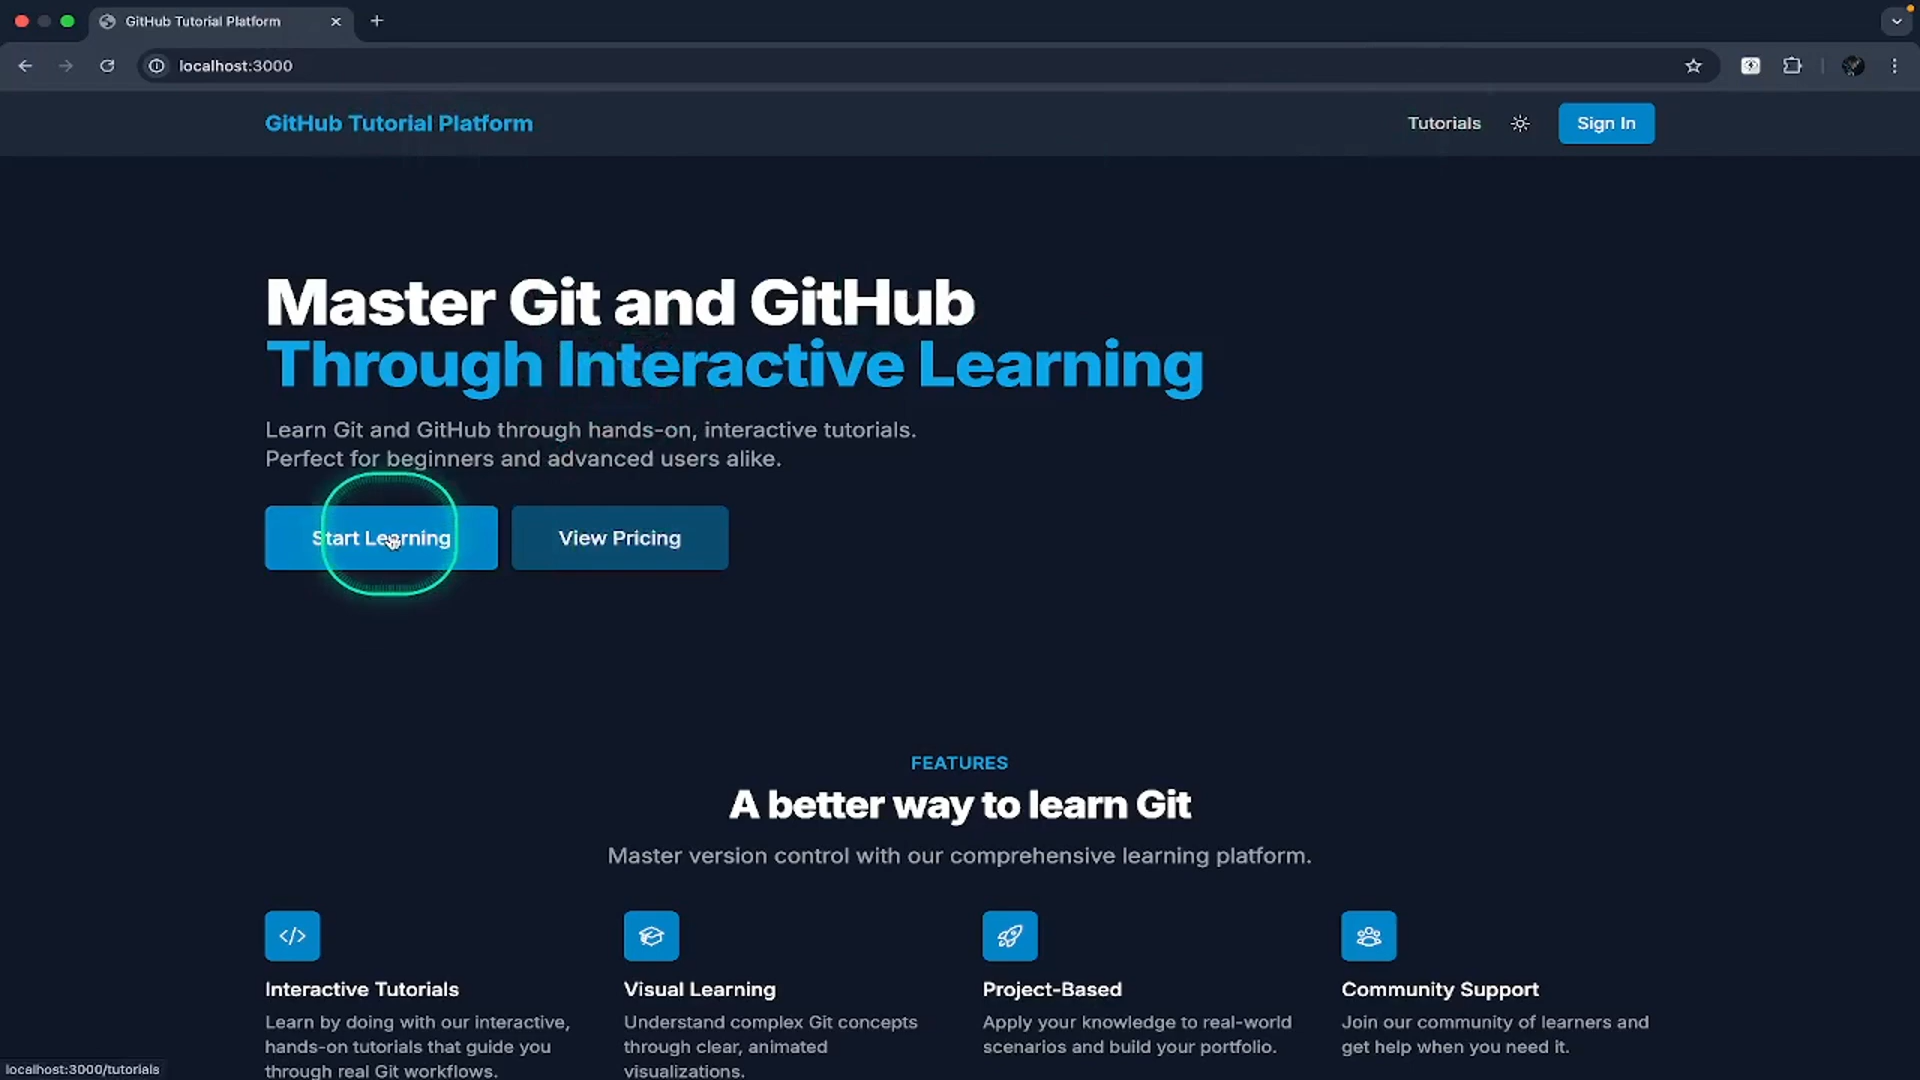 GitHub Tutorial Platform
localhost:3000
GitHub Tutorial Platform
Tutorials
Sign In
Master Git and GitHub
Through Interactive Learning
Learn Git and GitHub through hands-on, interactive tutorials.
Perfect for beginners and advanced users alike.
Start Learning
View Pricing
FEATURES
A better way to learn Git
Master version control with our comprehensive learning platform.
Interactive Tutorials
Learn by doing with our interactive,
hands-on tutorials that guide you
through real Git workflows.
Visual Learning
Understand complex Git concepts
through clear, animated
visualizations.
Project-Based
Apply your knowledge to real-world
scenarios and build your portfolio.
Community Support
Join our community of learners and
get help when you need it.
localhost:3000/tutorials